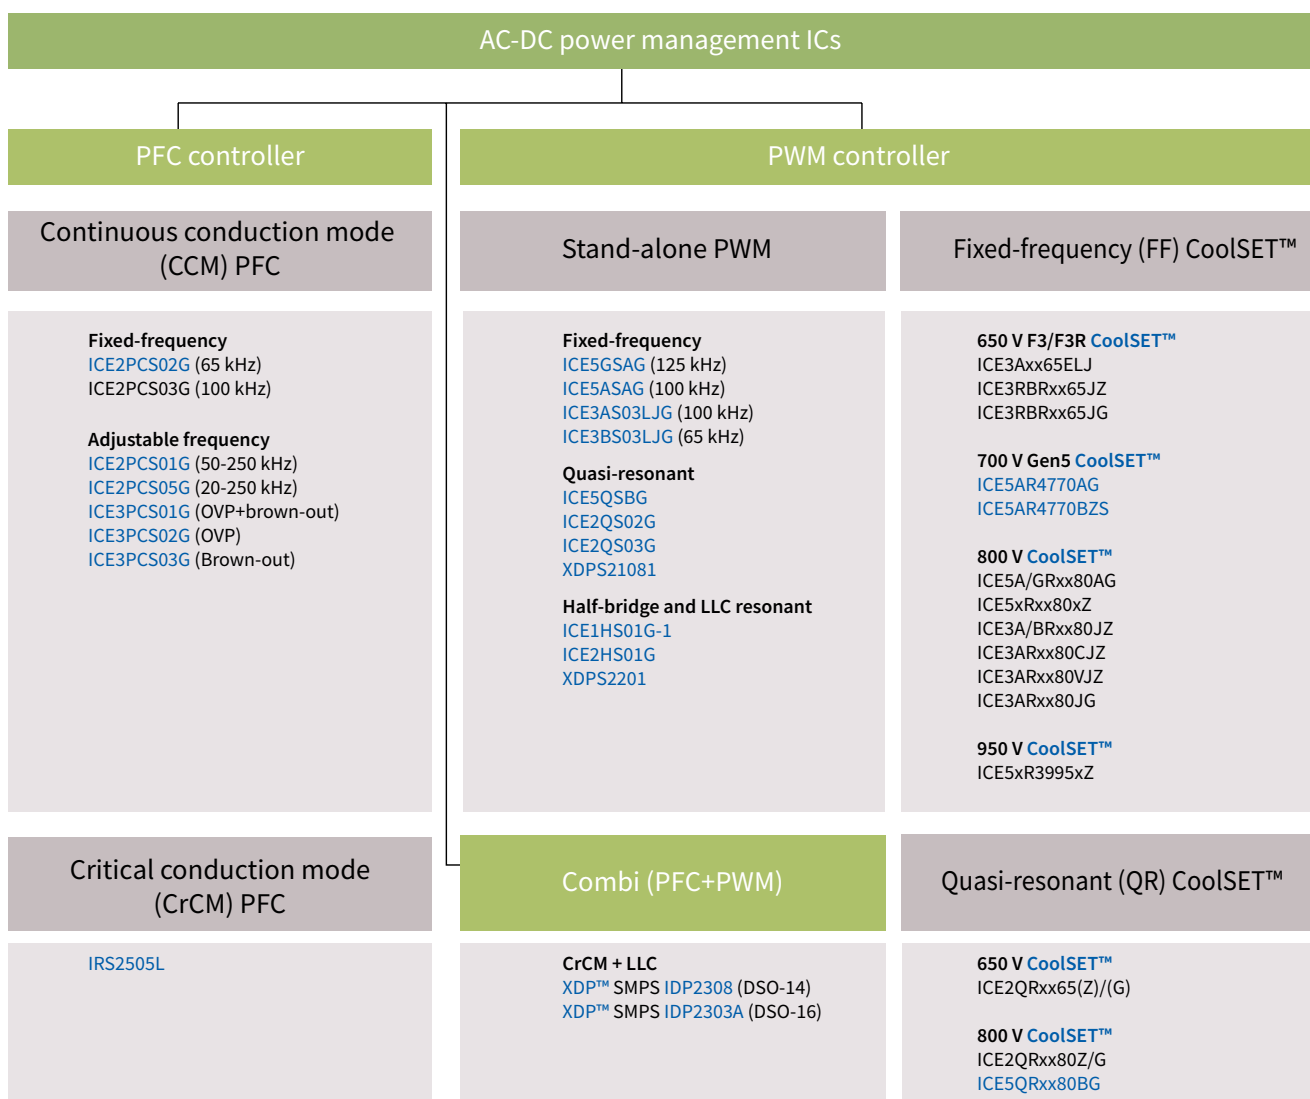 AC-DC power management ICs
PFC controller
PWM controller
Continuous conduction mode
(CCM) PFC
Fixed-frequency
ICE2PCS02G (65 kHz)
ICE2PCS03G (100 kHz)
Adjustable frequency
ICE2PCS01G (50-250 kHz)
ICE2PCS05G (20-250 kHz)
ICE3PCS01G (OVP+brown-out)
ICE3PCS02G (OVP)
ICE3PCS03G (Brown-out)
Critical conduction mode
(CrCM) PFC
IRS2505L
Stand-alone PWM
Fixed-frequency
ICE5GSAG (125 kHz)
ICE5ASAG (100 kHz)
ICE3AS03LJG (100 kHz)
ICE3BS03LJG (65 kHz)
Quasi-resonant
ICE5QSBG
ICE2QS02G
ICE2QS03G
XDPS21081
Half-bridge and LLC resonant
ICE1HS01G-1
ICE2HS01G
XDPS2201
Combi (PFC+PWM)
CrCM + LLC
XDP™ SMPS IDP2308 (DSO-14)
XDP™ SMPS IDP2303A (DSO-16)
Fixed-frequency (FF) CoolSET™
650 V F3/F3R CoolSET™
ICE3Axx65ELJ
ICE3RBRxx65JZ
ICE3RBRxx65JG
700 V Gen5 CoolSET™
ICE5AR4770AG
ICE5AR4770BZS
800 V CoolSET™
ICE5A/GRxx80AG
ICE5xRxx80xZ
ICE3A/BRxx80JZ
ICE3ARxx80CJZ
ICE3ARxx80VJZ
ICE3ARxx80JG
950 V CoolSET™
ICE5xR3995xZ
Quasi-resonant (QR) CoolSET™
650 V CoolSET™
ICE2QRxx65(Z)/(G)
800 V CoolSET™
ICE2QRxx80Z/G
ICE5QRxx80BG